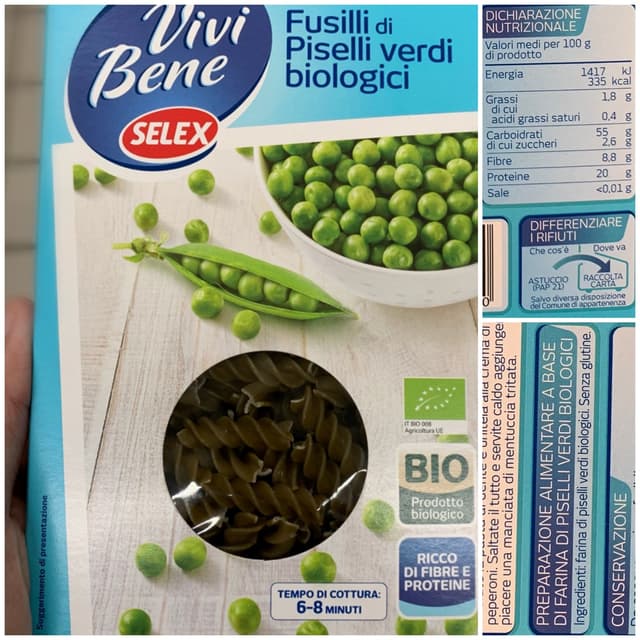 Vivi
Bene
SELEX
Fusilli di
Piselli verdi
biologici
IT BIO 006
Agricoltura UE
BIO
Prodotto
biologico
RICCO
DI FIBRE E
PROTEINE
TEMPO DI COTTURA:
6-8 MINUTI
Suggerimento di presentazione
DICHIARAZIONE
NUTRIZIONALE
Valori medi per 100 g
di prodotto
Energia 1417 kJ
335 kcal
Grassi 1,8 g
di cui
acidi grassi saturi 0,4 g
Carboidrati 55 g
di cui zuccheri 2,6 g
Fibre 8,8 g
Proteine 20 g
Sale <0,01 g
DIFFERENZIARE
I RIFIUTI
Che cos'è Dove va
ASTUCCIO
(PAP 21)
RACCOLTA
CARTA
Salvo diversa disposizione
del Comune di appartenenza
peperoni. Saltate il tutto e servite caldo aggiunge
piacere una manciata di mentuccia tritata.
PREPARAZIONE ALIMENTARE A BASE
DI FARINA DI PISELLI VERDI BIOLOGICI
Ingredienti: farina di piselli verdi biologici. Senza glutine.
CONSERVAZIONE